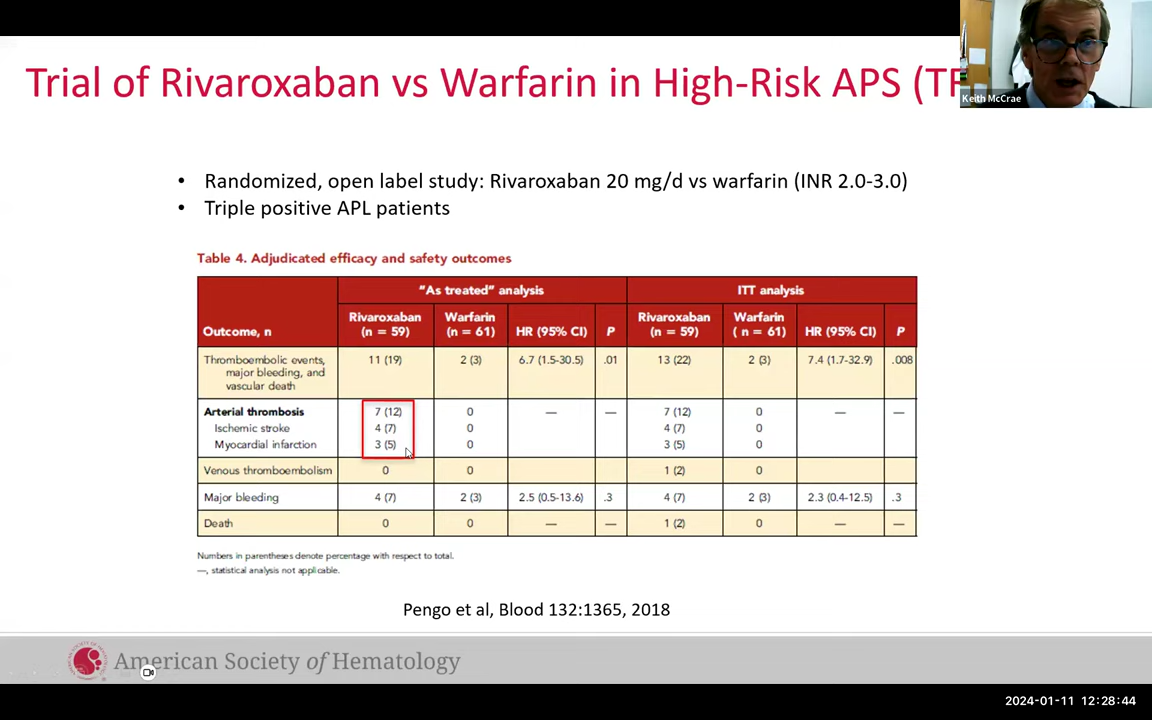 Trial of Rivaroxaban vs Warfarin in High-Risk APS
Keith McCrae
• Randomized, open label study: Rivaroxaban 20 mg/d vs warfarin (INR 2.0-3.0)
• Triple positive APL patients
Table 4. Adjudicated efficacy and safety outcomes
"As treated" analysis ITT analysis
Outcome, n Rivaroxaban (n = 59) Warfarin (n = 61) HR (95% CI) P Rivaroxaban (n = 59) Warfarin ( n = 61) HR (95% CI) P
Thromboembolic events, 11 (19) 2 (3) 6.7 (1.5-30.5) .01 13 (22) 2 (3) 7.4 (1.7-32.9) .008
major bleeding, and
vascular death
Arterial thrombosis 7 (12) 0 — — 7 (12) 0 — —
Ischemic stroke 4 (7) 0 4 (7) 0
Myocardial infarction 3 (5) 0 3 (5) 0
Venous thromboembolism 0 0 1 (2) 0
Major bleeding 4 (7) 2 (3) 2.5 (0.5-13.6) .3 4 (7) 2 (3) 2.3 (0.4-12.5) .3
Death 0 0 — — 1 (2) 0 — —
Numbers in parentheses denote percentage with respect to total.
—, statistical analysis not applicable.
Pengo et al, Blood 132:1365, 2018
American Society of Hematology
2024-01-11 12:28:44